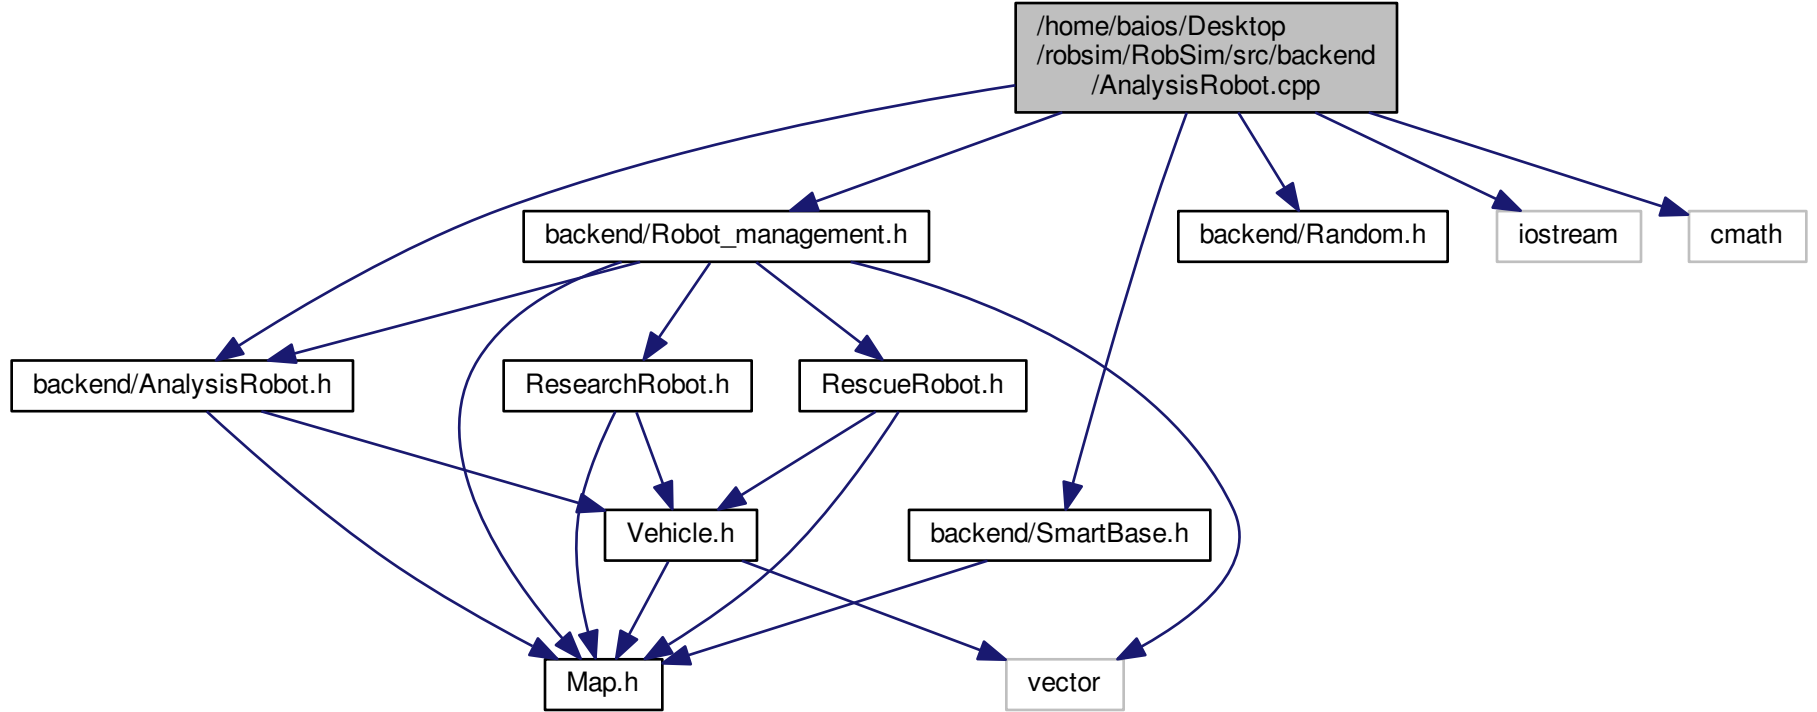 /home/baios/Desktop
/robsim/RobSim/src/backend
/AnalysisRobot.cpp
backend/Robot_management.h
backend/Random.h
iostream
cmath
backend/AnalysisRobot.h
ResearchRobot.h
RescueRobot.h
Vehicle.h
backend/SmartBase.h
Map.h
vector